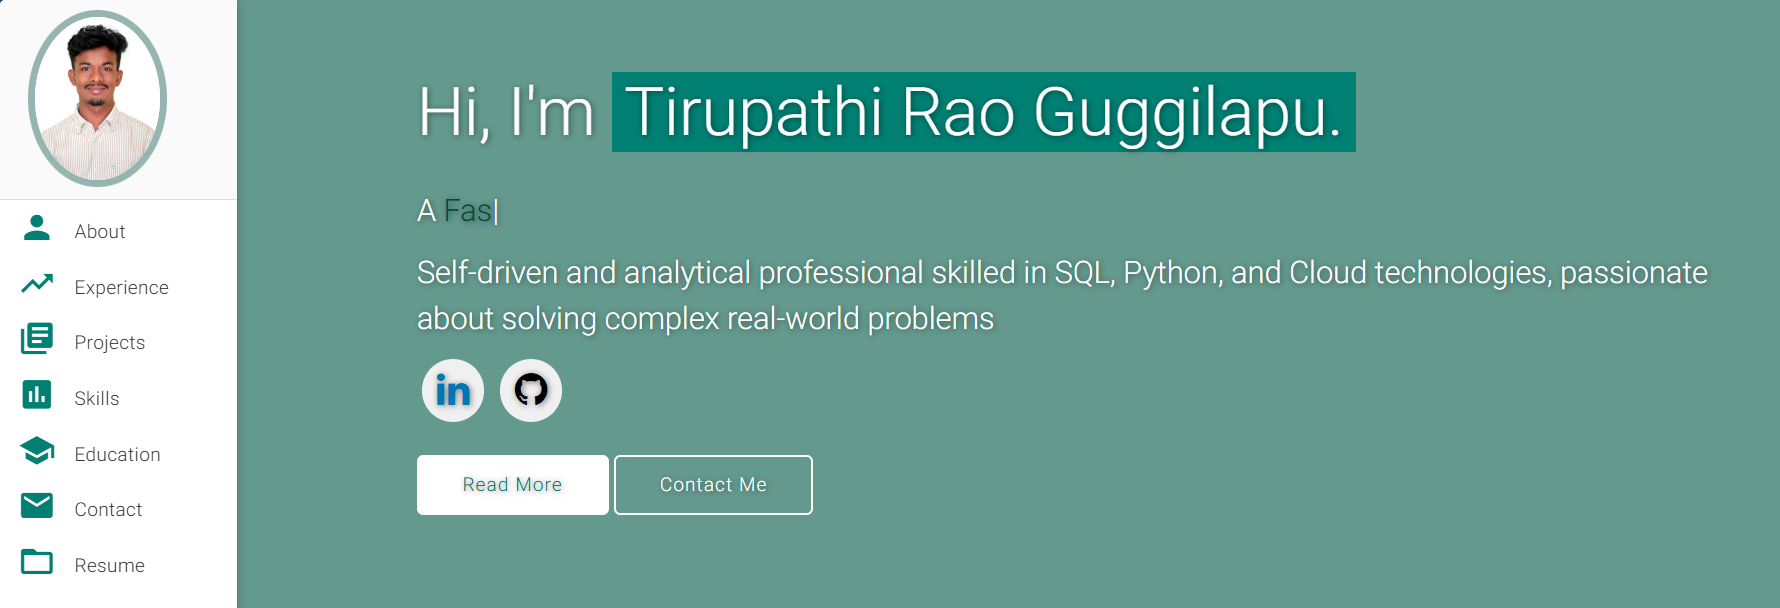 Hi, I'm Tirupathi Rao Guggilapu.
A Fas|
Self-driven and analytical professional skilled in SQL, Python, and Cloud technologies, passionate
about solving complex real-world problems
in
Read More
Contact Me
About
Experience
Projects
Skills
Education
Contact
Resume